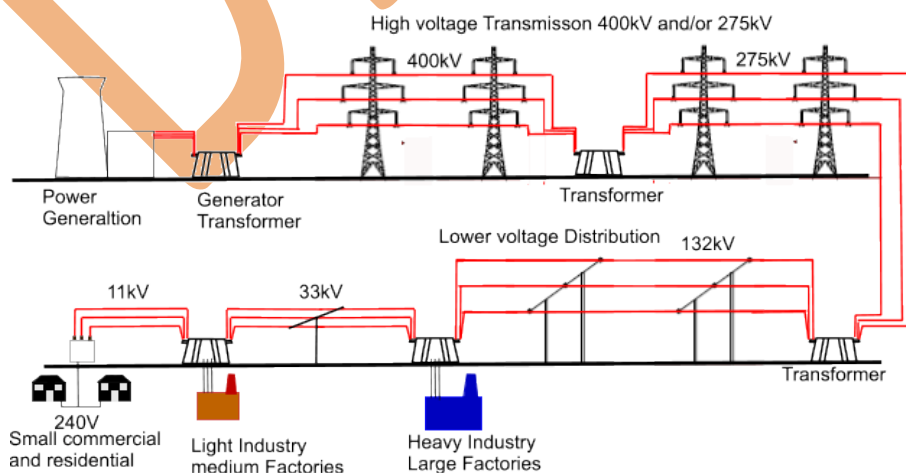 High voltage Transmisson 400kV and/or 275kV
400kV
275kV
Power
Generaltion
Generator
Transformer
Transformer
Lower voltage Distribution
132kV
11kV
33kV
Transformer
240V
Small commercial
and residential
Light Industry
medium Factories
Heavy Industry
Large Factories